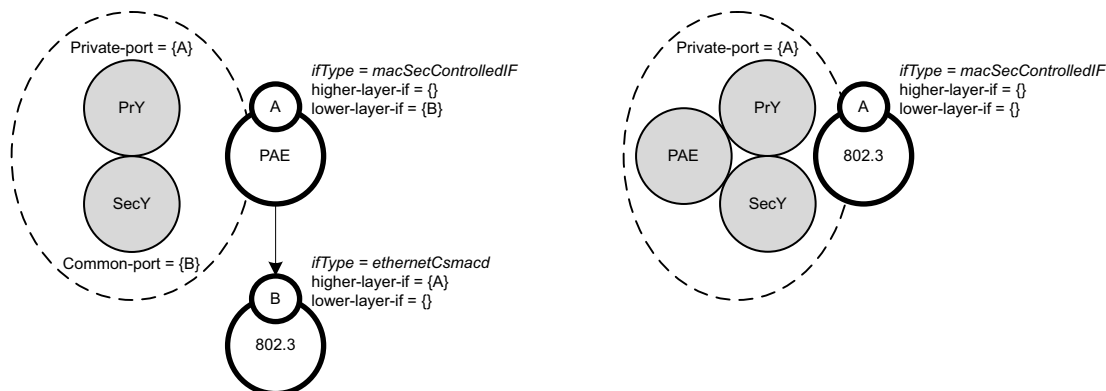 Private-port = {A}
PrY
SecY
Common-port = {B}
ifType = macSecControlledIF
higher-layer-if = {}
lower-layer-if = {B}
A
PAE
ifType = ethernetCsmacd
higher-layer-if = {A}
lower-layer-if = {}
B
802.3
Private-port = {A}
PrY
PAE
SecY
ifType = macSecControlledIF
higher-layer-if = {}
lower-layer-if = {}
A
802.3